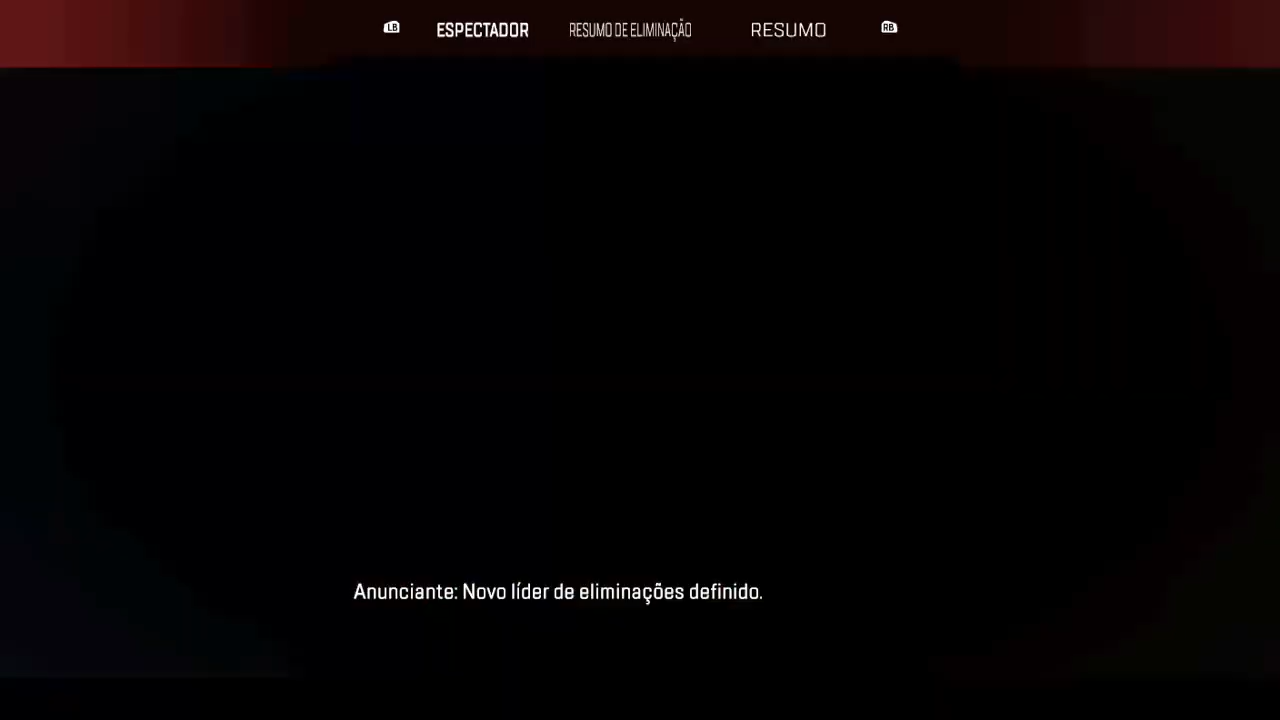 LB ESPECTADOR RESUMO DE ELIMINAÇÃO RESUMO RB
Anunciante: Novo líder de eliminações definido.